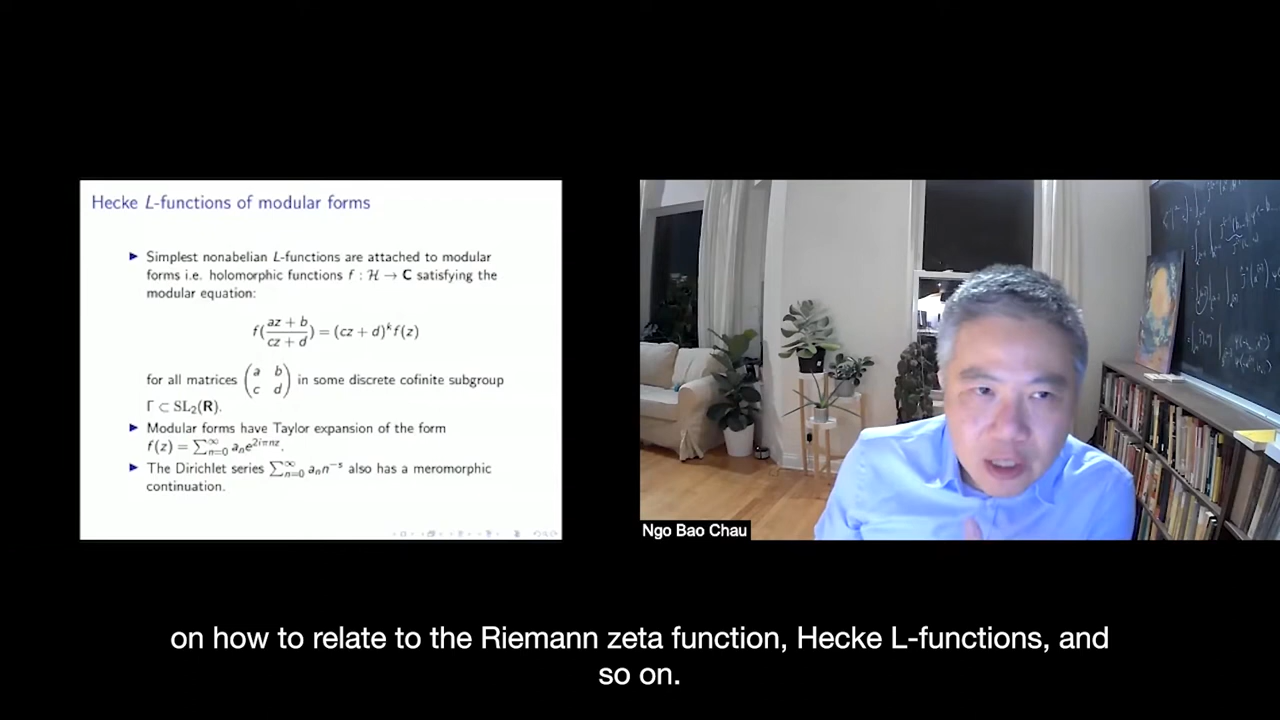 Hecke L-functions of modular forms
▶ Simplest nonabelian L-functions are attached to modular
forms i.e. holomorphic functions f : ℋ → C satisfying the
modular equation:
f(az + b / cz + d) = (cz + d)^k f(z)
for all matrices (a b; c d) in some discrete cofinite subgroup
Γ ⊂ SL₂(R).
▶ Modular forms have Taylor expansion of the form
f(z) = ∑_{n=0}^∞ a_n e^{2iπnz}.
▶ The Dirichlet series ∑_{n=0}^∞ a_n n^{-s} also has a meromorphic
continuation.
Ngo Bao Chau
on how to relate to the Riemann zeta function, Hecke L-functions, and
so on.